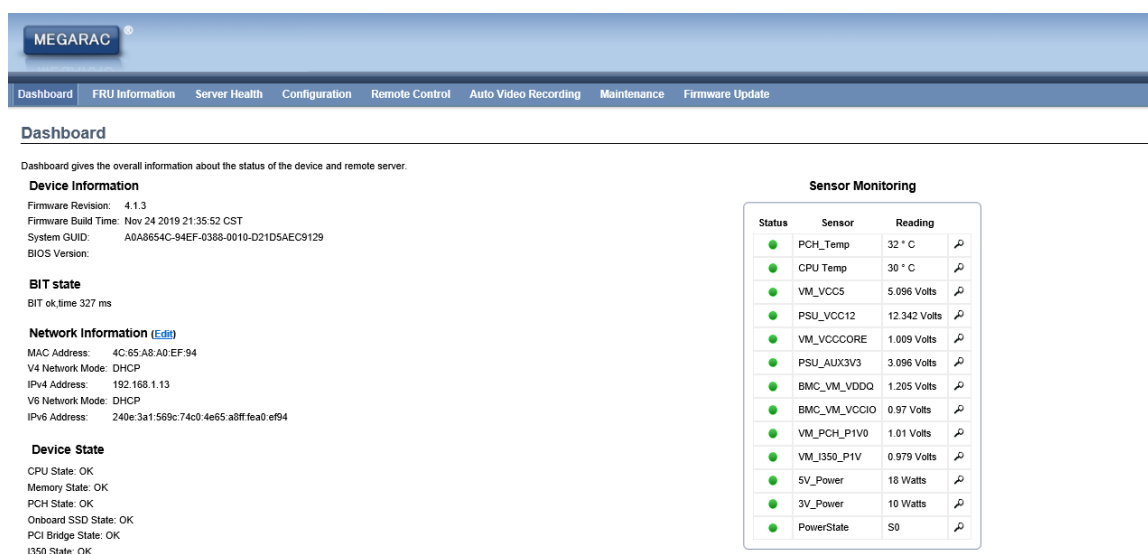 MEGARAC ®
Dashboard FRU Information Server Health Configuration Remote Control Auto Video Recording Maintenance Firmware Update
Dashboard
Dashboard gives the overall information about the status of the device and remote server.
Device Information
Firmware Revision: 4.1.3
Firmware Build Time: Nov 24 2019 21:35:52 CST
System GUID: A0A8654C-94EF-0388-0010-D21D5AEC9129
BIOS Version:
BIT state
BIT ok,time 327 ms
Network Information (Edit)
MAC Address: 4C:65:A8:A0:EF:94
V4 Network Mode: DHCP
IPv4 Address: 192.168.1.13
V6 Network Mode: DHCP
IPv6 Address: 240e:3a1:569c:74c0:4e65:a8ff:fea0:ef94
Device State
CPU State: OK
Memory State: OK
PCH State: OK
Onboard SSD State: OK
PCI Bridge State: OK
I350 State: OK
Sensor Monitoring
Status Sensor Reading
PCH_Temp 32 ° C
CPU Temp 30 ° C
VM_VCC5 5.096 Volts
PSU_VCC12 12.342 Volts
VM_VCCCORE 1.009 Volts
PSU_AUX3V3 3.096 Volts
BMC_VM_VDDQ 1.205 Volts
BMC_VM_VCCIO 0.97 Volts
VM_PCH_P1V0 1.01 Volts
VM_I350_P1V 0.979 Volts
5V_Power 18 Watts
3V_Power 10 Watts
PowerState S0